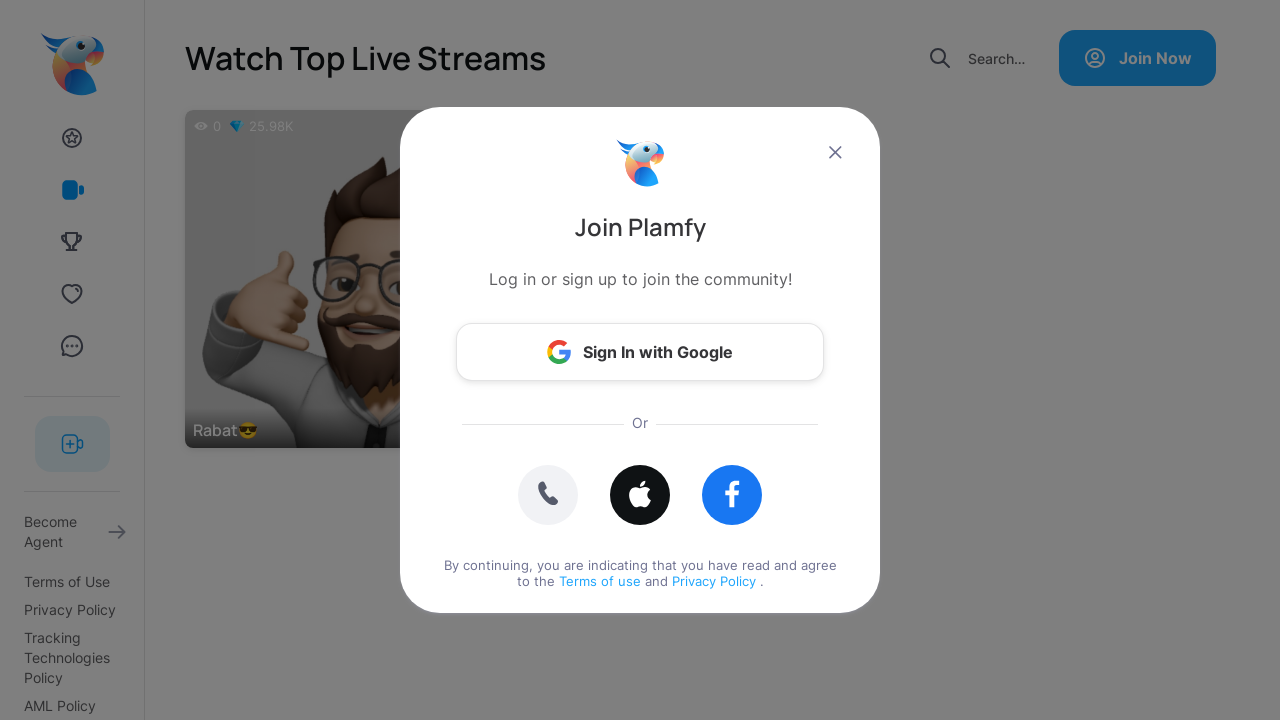 Watch Top Live Streams
Search...
Join Now
0 25.98K
Rabat😎
Become
Agent
Terms of Use
Privacy Policy
Tracking
Technologies
Policy
AML Policy
Join Plamfy
Log in or sign up to join the community!
Sign In with Google
Or
By continuing, you are indicating that you have read and agree
to the Terms of use and Privacy Policy .